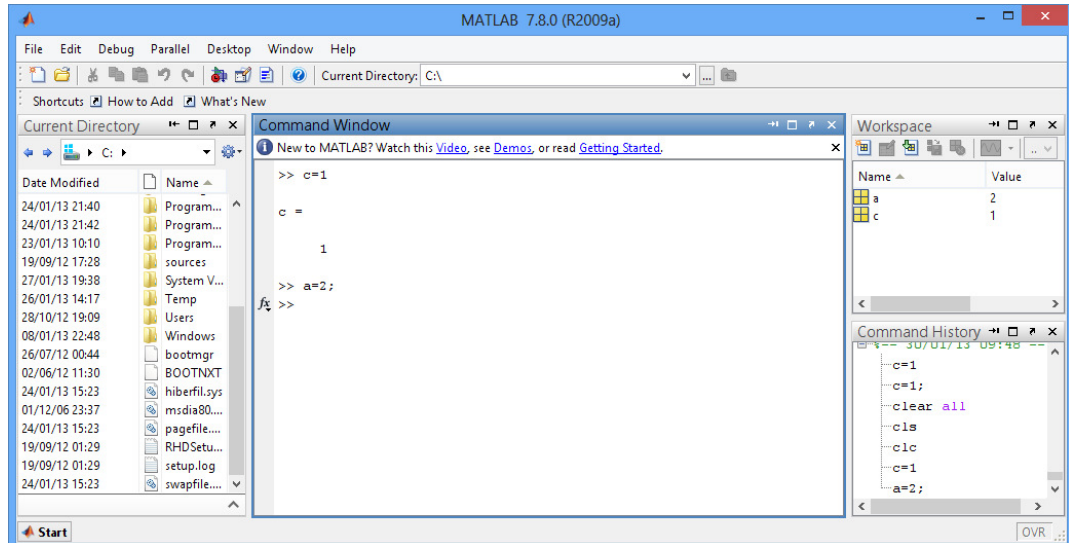 MATLAB 7.8.0 (R2009a)
File Edit Debug Parallel Desktop Window Help
Current Directory: C:\
Shortcuts How to Add What's New
Current Directory
C:
Date Modified Name
24/01/13 21:40 Program...
24/01/13 21:42 Program...
23/01/13 10:10 Program...
19/09/12 17:28 sources
27/01/13 19:38 System V...
26/01/13 14:17 Temp
28/10/12 19:09 Users
08/01/13 22:48 Windows
26/07/12 00:44 bootmgr
02/06/12 11:30 BOOTNXT
24/01/13 15:23 hiberfil.sys
01/12/06 23:37 msdia80....
24/01/13 15:23 pagefile....
19/09/12 01:29 RHDSetu...
19/09/12 01:29 setup.log
24/01/13 15:23 swapfile....
Command Window
New to MATLAB? Watch this Video, see Demos, or read Getting Started.
>> c=1
c =
1
>> a=2;
fx >>
Workspace
Name Value
a 2
c 1
Command History
%-- 30/01/13 09:48 --
c=1
c=1;
clear all
cls
clc
c=1
a=2;
Start
OVR